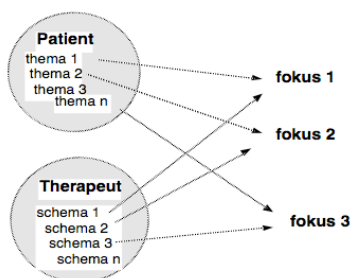 Patient
thema 1
thema 2
thema 3
thema n
fokus 1
fokus 2
fokus 3
Therapeut
schema 1
schema 2
schema 3
schema n